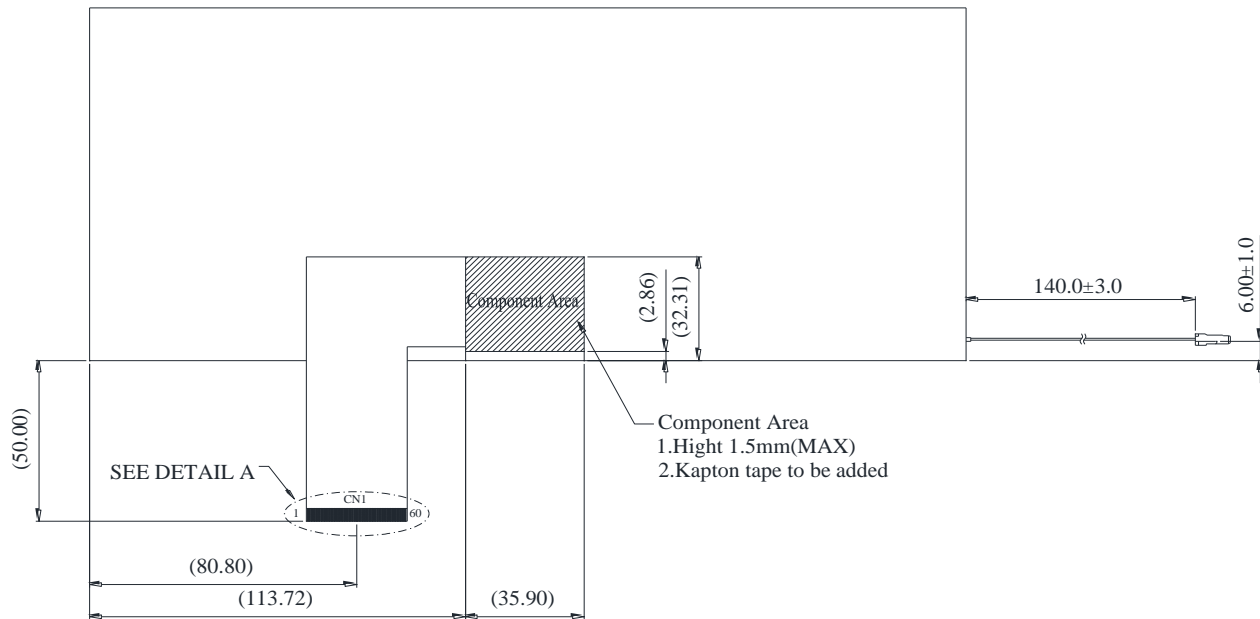 6.00±1.0
140.0±3.0
(2.86)
(32.31)
Component Area
(50.00)
Component Area
1.Hight 1.5mm(MAX)
2.Kapton tape to be added
SEE DETAIL A
CN1
1
60
(80.80)
(113.72)
(35.90)